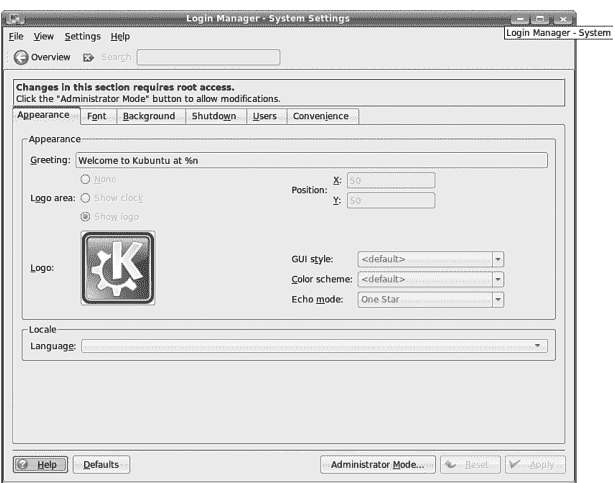 Login Manager - System Settings
Login Manager - System
File View Settings Help
Overview Search:
Changes in this section requires root access.
Click the "Administrator Mode" button to allow modifications.
Appearance Font Background Shutdown Users Convenience
Appearance
Greeting: Welcome to Kubuntu at %n
None
Logo area: Show clock
Show logo
Position: X: 50
Y: 50
Logo:
K
GUI style: <default>
Color scheme: <default>
Echo mode: One Star
Locale
Language:
Help Defaults Administrator Mode... Reset Apply